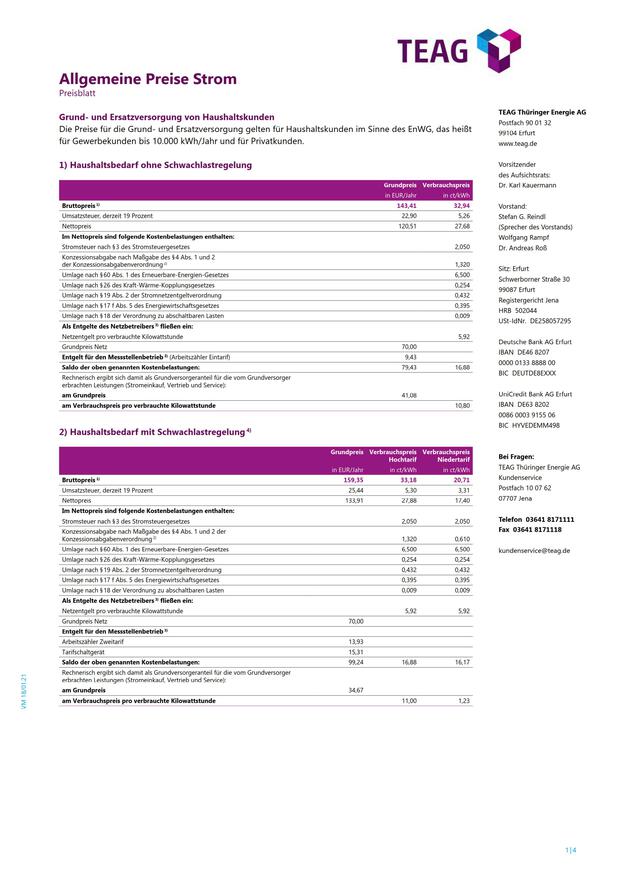 TEAG
Allgemeine Preise Strom
Preisblatt
Grund- und Ersatzversorgung von Haushaltskunden
Die Preise für die Grund- und Ersatzversorgung gelten für Haushaltskunden im Sinne des EnWG, das heißt
für Gewerbekunden bis 10.000 kWh/Jahr und für Privatkunden.
1) Haushaltsbedarf ohne Schwachlastregelung
Grundpreis Verbrauchspreis
in EUR/Jahr in ct/kWh
Bruttopreis 1) 143,41 32,94
Umsatzsteuer, derzeit 19 Prozent 22,90 5,26
Nettopreis 120,51 27,68
Im Nettopreis sind folgende Kostenbelastungen enthalten:
Stromsteuer nach §3 des Stromsteuergesetzes 2,050
Konzessionsabgabe nach Maßgabe des §4 Abs. 1 und 2
der Konzessionsabgabenverordnung 2) 1,320
Umlage nach §60 Abs. 1 des Erneuerbare-Energien-Gesetzes 6,500
Umlage nach §26 des Kraft-Wärme-Kopplungsgesetzes 0,254
Umlage nach §19 Abs. 2 der Stromnetzentgeltverordnung 0,432
Umlage nach §17 f Abs. 5 des Energiewirtschaftsgesetzes 0,395
Umlage nach §18 der Verordnung zu abschaltbaren Lasten 0,009
Als Entgelte des Netzbetreibers 3) fließen ein:
Netzentgelt pro verbrauchte Kilowattstunde 5,92
Grundpreis Netz 70,00
Entgelt für den Messstellenbetrieb 3) (Arbeitszähler Eintarif) 9,43
Saldo der oben genannten Kostenbelastungen: 79,43 16,88
Rechnerisch ergibt sich damit als Grundversorgeranteil für die vom Grundversorger
erbrachten Leistungen (Stromeinkauf, Vertrieb und Service):
am Grundpreis 41,08
am Verbrauchspreis pro verbrauchte Kilowattstunde 10,80
2) Haushaltsbedarf mit Schwachlastregelung 4)
Grundpreis Verbrauchspreis Verbrauchspreis
Hochtarif Niedertarif
in EUR/Jahr in ct/kWh in ct/kWh
Bruttopreis 1) 159,35 33,18 20,71
Umsatzsteuer, derzeit 19 Prozent 25,44 5,30 3,31
Nettopreis 133,91 27,88 17,40
Im Nettopreis sind folgende Kostenbelastungen enthalten:
Stromsteuer nach §3 des Stromsteuergesetzes 2,050 2,050
Konzessionsabgabe nach Maßgabe des §4 Abs. 1 und 2 der
Konzessionsabgabenverordnung 2) 1,320 0,610
Umlage nach §60 Abs. 1 des Erneuerbare-Energien-Gesetzes 6,500 6,500
Umlage nach §26 des Kraft-Wärme-Kopplungsgesetzes 0,254 0,254
Umlage nach §19 Abs. 2 der Stromnetzentgeltverordnung 0,432 0,432
Umlage nach §17 f Abs. 5 des Energiewirtschaftsgesetzes 0,395 0,395
Umlage nach §18 der Verordnung zu abschaltbaren Lasten 0,009 0,009
Als Entgelte des Netzbetreibers 3) fließen ein:
Netzentgelt pro verbrauchte Kilowattstunde 5,92 5,92
Grundpreis Netz 70,00
Entgelt für den Messstellenbetrieb 3)
Arbeitszähler Zweitarif 13,93
Tarifschaltgerät 15,31
Saldo der oben genannten Kostenbelastungen: 99,24 16,88 16,17
Rechnerisch ergibt sich damit als Grundversorgeranteil für die vom Grundversorger
erbrachten Leistungen (Stromeinkauf, Vertrieb und Service):
am Grundpreis 34,67
am Verbrauchspreis pro verbrauchte Kilowattstunde 11,00 1,23
TEAG Thüringer Energie AG
Postfach 90 01 32
99104 Erfurt
www.teag.de
Vorsitzender
des Aufsichtsrats:
Dr. Karl Kauermann
Vorstand:
Stefan G. Reindl
(Sprecher des Vorstands)
Wolfgang Rampf
Dr. Andreas Roß
Sitz: Erfurt
Schwerborner Straße 30
99087 Erfurt
Registergericht Jena
HRB 502044
USt-IdNr. DE258057295
Deutsche Bank AG Erfurt
IBAN DE46 8207
0000 0133 8888 00
BIC DEUTDE8EXXX
UniCredit Bank AG Erfurt
IBAN DE63 8202
0086 0003 9155 06
BIC HYVEDEMM498
Bei Fragen:
TEAG Thüringer Energie AG
Kundenservice
Postfach 10 07 62
07707 Jena
Telefon 03641 8171111
Fax 03641 8171118
kundenservice@teag.de
VM 18/01.21
1|4